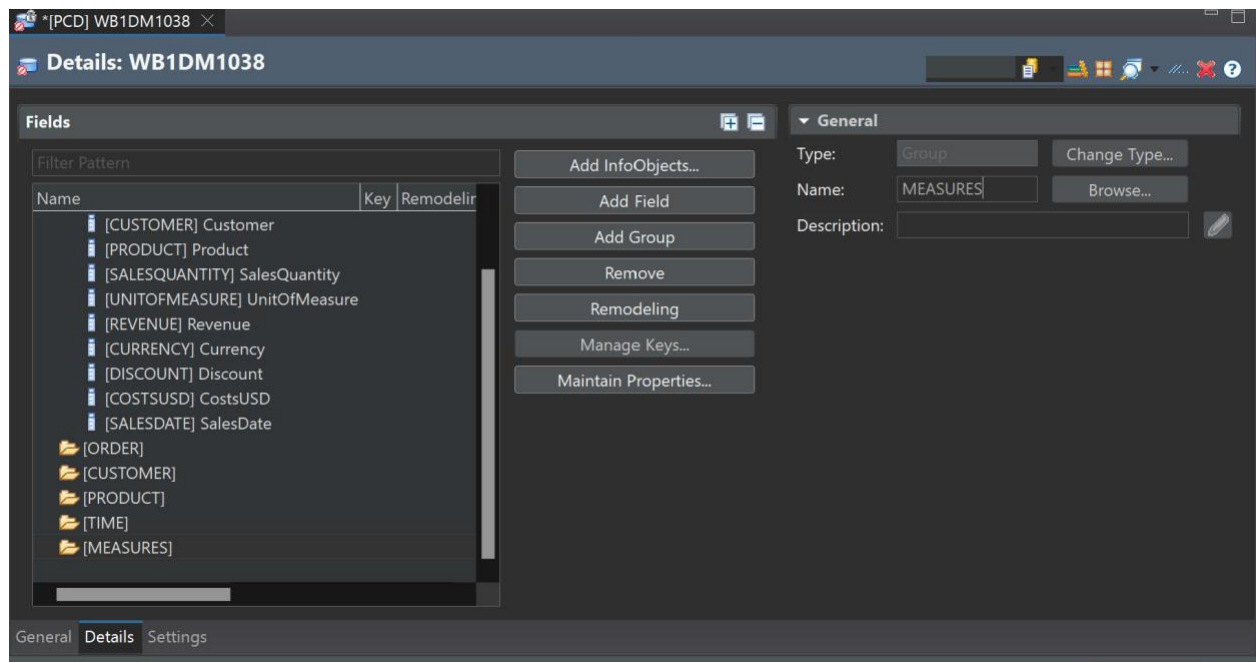 *[PCD] WB1DM1038
Details: WB1DM1038
Fields
Filter Pattern
Name Key Remodelin
[CUSTOMER] Customer
[PRODUCT] Product
[SALESQUANTITY] SalesQuantity
[UNITOFMEASURE] UnitOfMeasure
[REVENUE] Revenue
[CURRENCY] Currency
[DISCOUNT] Discount
[COSTSUSD] CostsUSD
[SALESDATE] SalesDate
[ORDER]
[CUSTOMER]
[PRODUCT]
[TIME]
[MEASURES]
Add InfoObjects...
Add Field
Add Group
Remove
Remodeling
Manage Keys...
Maintain Properties...
General
Type: Group Change Type...
Name: MEASURES Browse...
Description:
General Details Settings